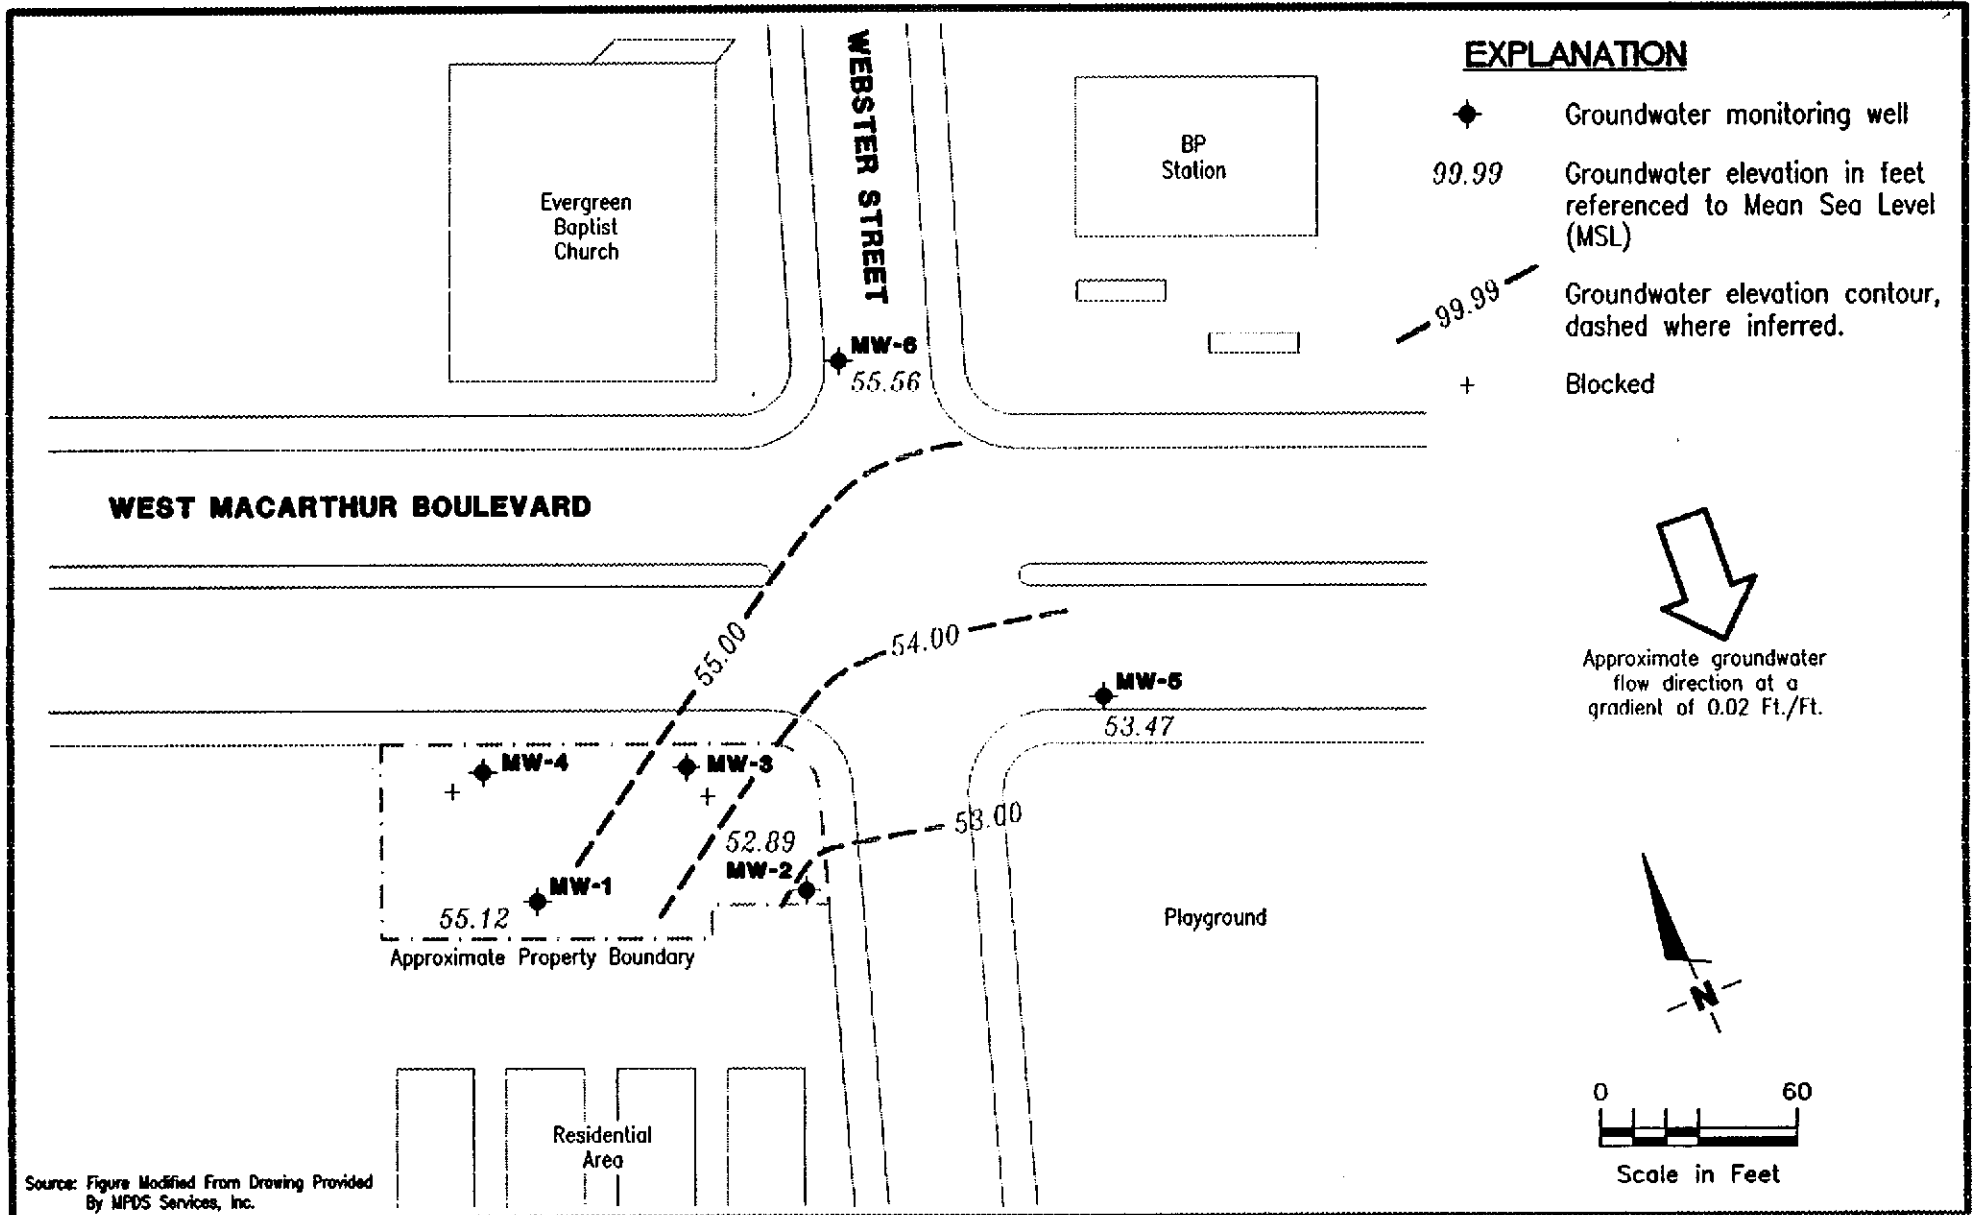 EXPLANATION
Groundwater monitoring well
99.99
Groundwater elevation in feet
referenced to Mean Sea Level
(MSL)
99.99
Groundwater elevation contour,
dashed where inferred.
+
Blocked
WEBSTER STREET
Evergreen
Baptist
Church
BP
Station
MW-6
55.56
WEST MACARTHUR BOULEVARD
55.00
54.00
MW-5
53.47
MW-4
+
MW-3
+
52.89
MW-2
53.00
MW-1
55.12
Approximate Property Boundary
Playground
Approximate groundwater
flow direction at a
gradient of 0.02 Ft./Ft.
N
0 60
Scale in Feet
Residential
Area
Source: Figure Modified From Drawing Provided
By MPDS Services, Inc.